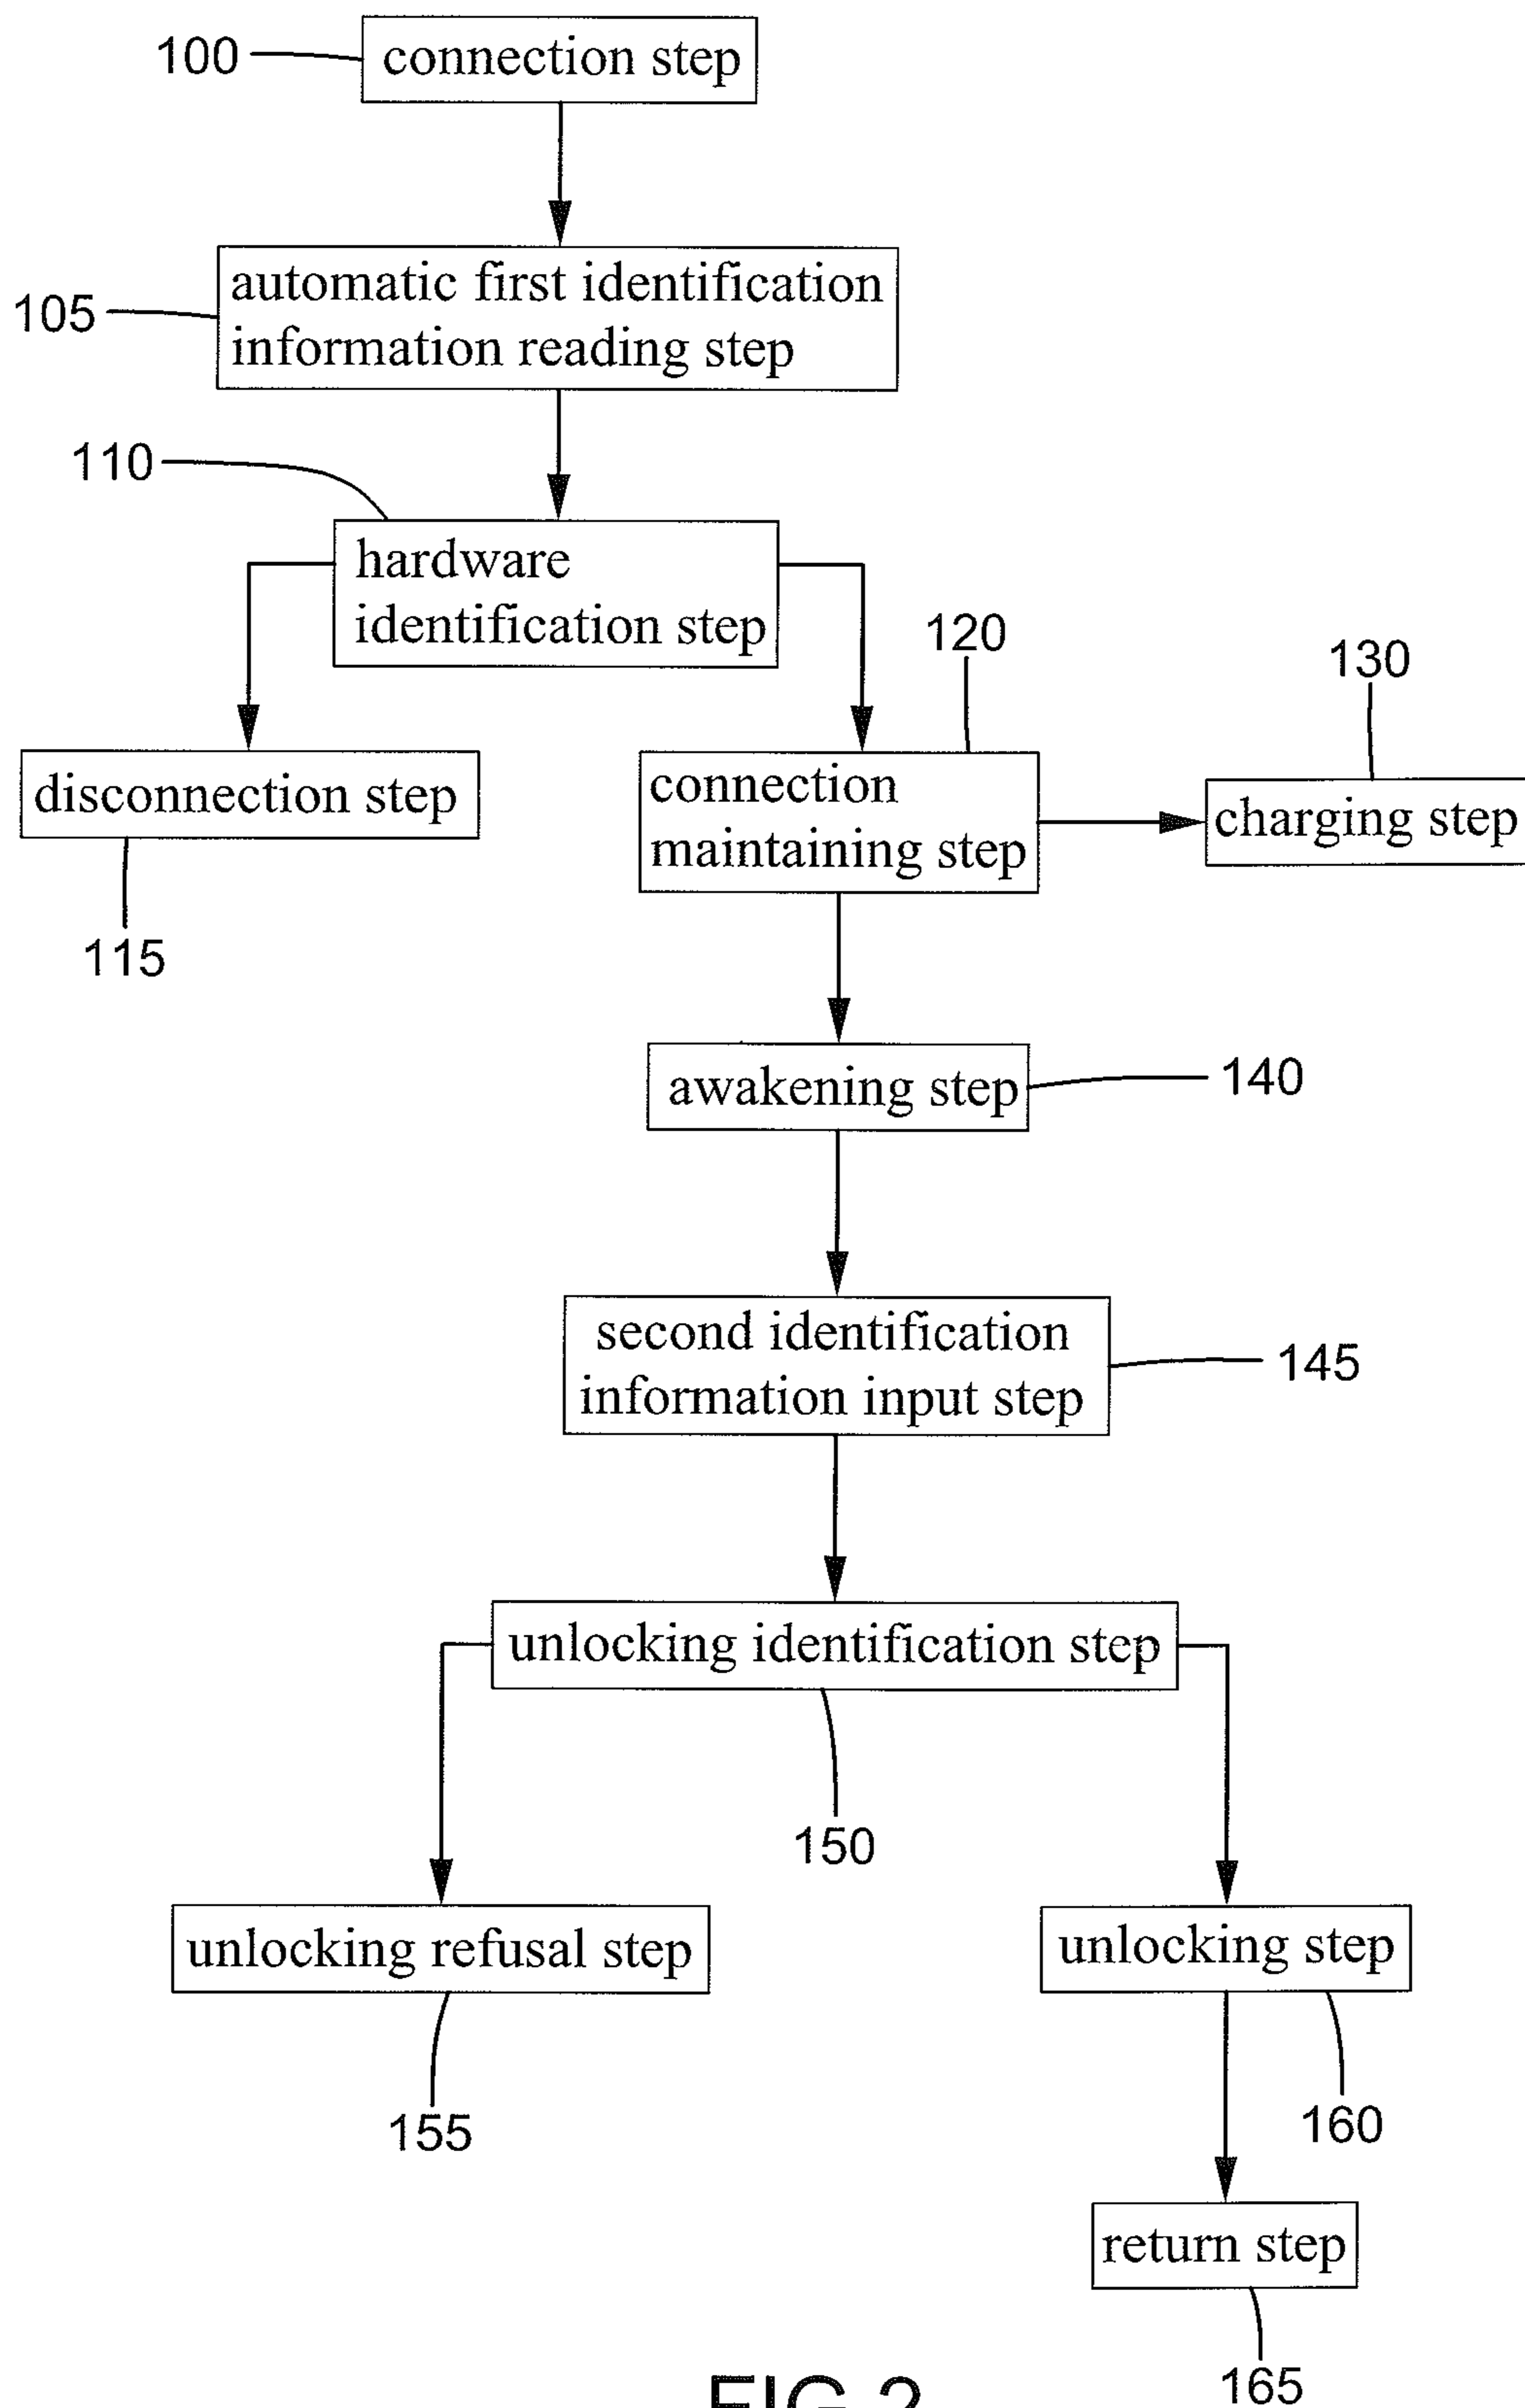 100
connection step
automatic first identification
105
information reading step
110
hardware
identification step
120
130
connection
disconnection step
charging step
maintaining step
115
awakening step
140
second identification
145
information input step
unlocking identification step
150
unlocking refusal step
unlocking step
155
160
return step
165
FIG.2